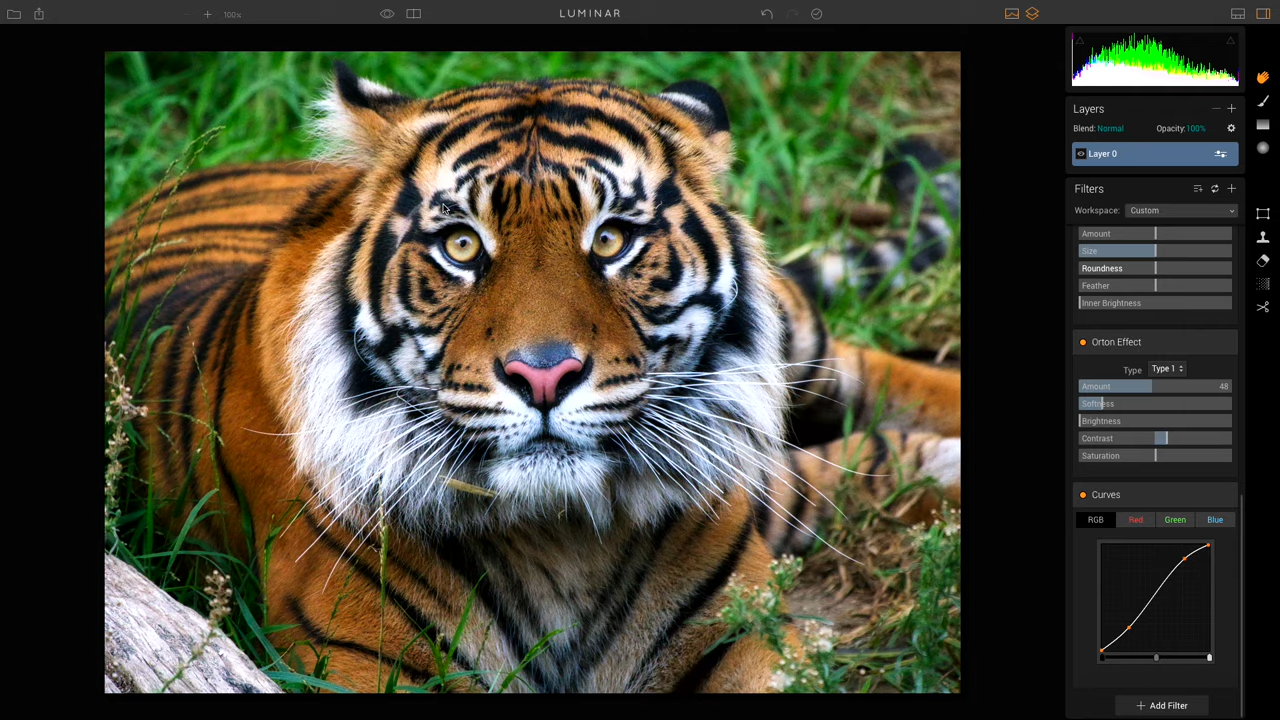 100%
LUMINAR
Layers
Blend: Normal Opacity: 100%
Layer 0
Filters
Workspace: Custom
Amount
Size
Roundness
Feather
Inner Brightness
Orton Effect
Type Type 1
Amount 48
Softness
Brightness
Contrast
Saturation
Curves
RGB Red Green Blue
Add Filter